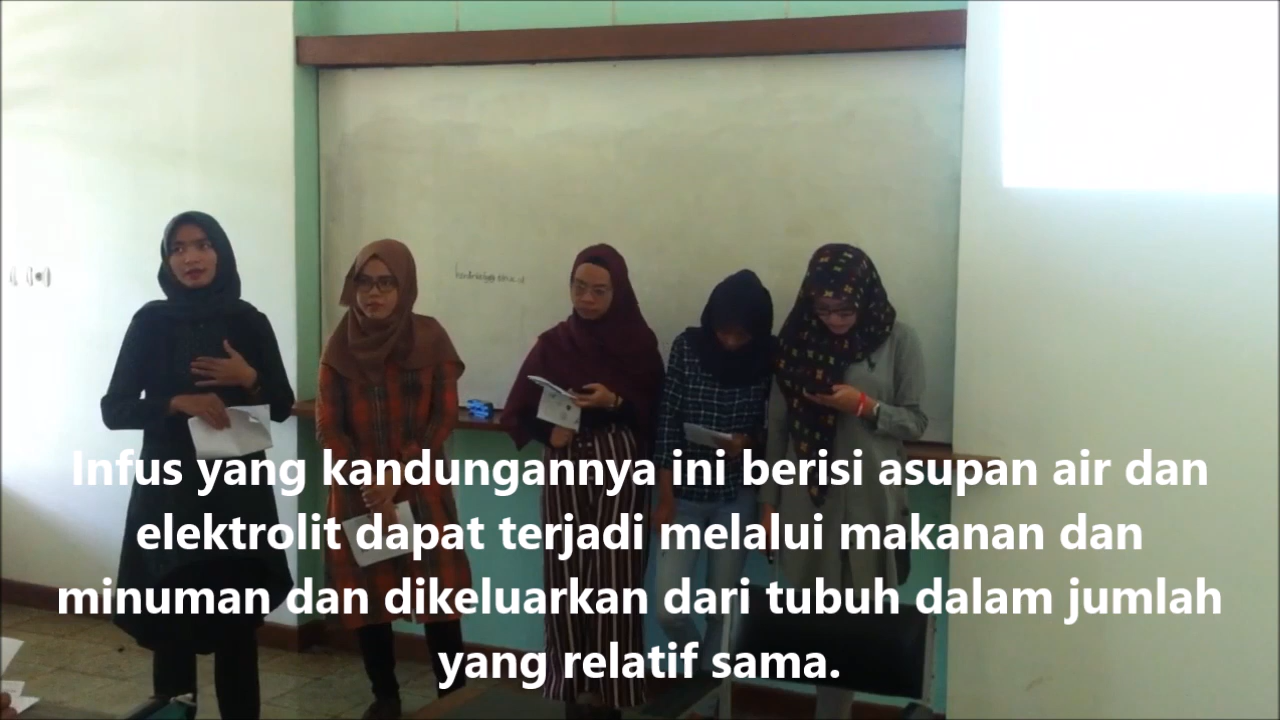 Infus yang kandungannya ini berisi asupan air dan
elektrolit dapat terjadi melalui makanan dan
minuman dan dikeluarkan dari tubuh dalam jumlah
yang relatif sama.